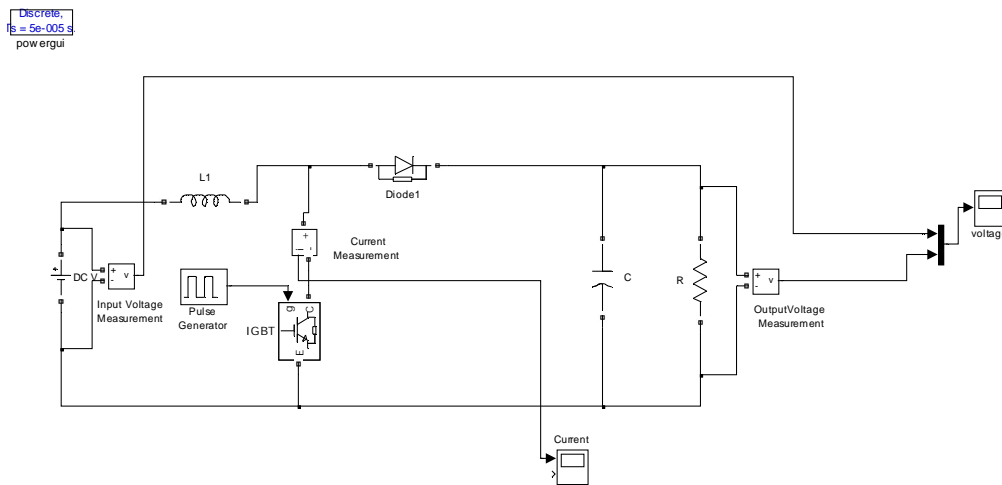 Discrete,
Ts = 5e-005 s.
powergui
L1
Diode1
+
-
i
Current
Measurement
DC V
+
-
v
Input Voltage
Measurement
Pulse
Generator
IGBT
g
C
E
C
R
+
-
v
OutputVoltage
Measurement
voltag
Current